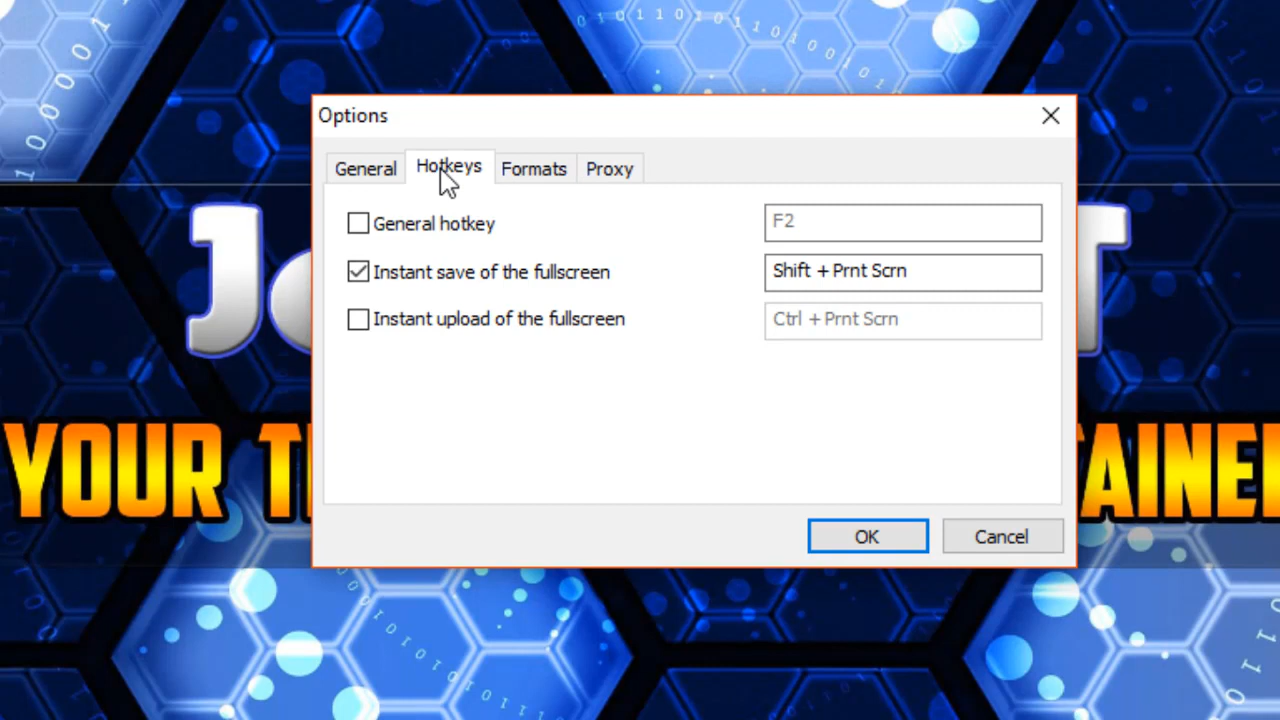 Options
General Hotkeys Formats Proxy
General hotkey F2
Instant save of the fullscreen Shift + Prnt Scrn
Instant upload of the fullscreen Ctrl + Prnt Scrn
OK Cancel
YOUR